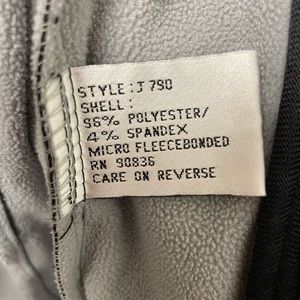 STYLE:J790
SHELL:
96% POLYESTER/
4% SPANDEX
MICRO FLEECEBONDED
RN 90836
CARE ON REVERSE